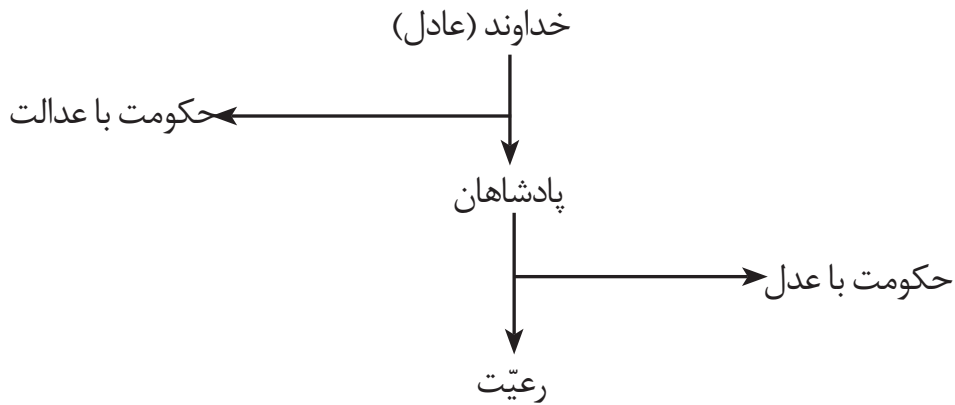 خداوند (عادل)
حکومت با عدالت
پادشاهان
حکومت با عدل
رعیّت